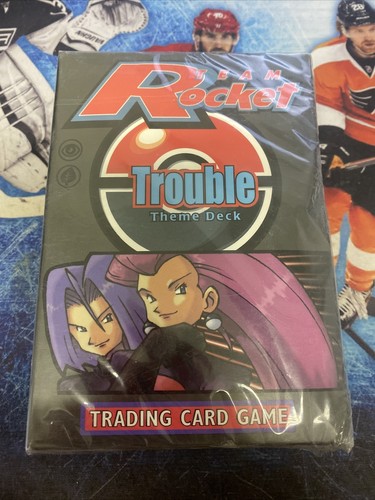 TEAM
Rocket
Trouble
Theme Deck
TRADING CARD GAME